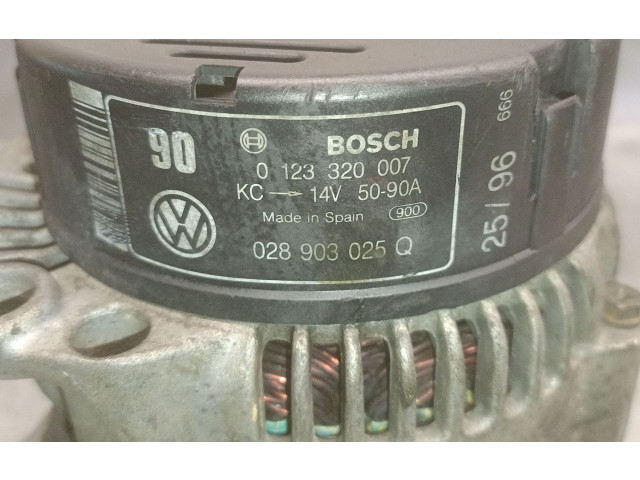 90
BOSCH
0 123 320 007
KC → 14V 50-90A
Made in Spain 900
028 903 025 Q
25/96 666